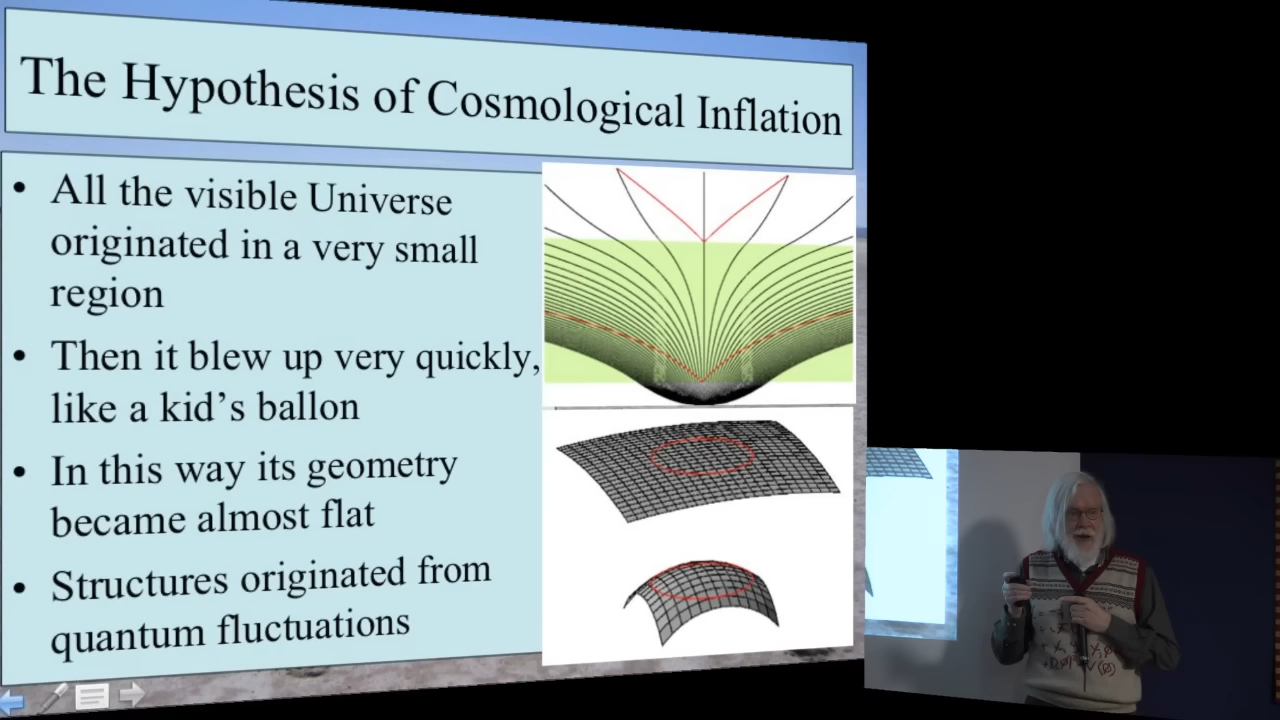 The Hypothesis of Cosmological Inflation
• All the visible Universe
originated in a very small
region
• Then it blew up very quickly,
like a kid's ballon
• In this way its geometry
became almost flat
• Structures originated from
quantum fluctuations